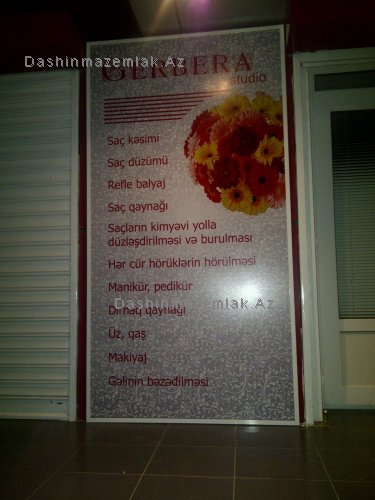 DashinmazEmlak.Az
GERBERA
studio
Saç kəsimi
Saç düzümü
Refle balyaj
Saç qaynağı
Saçların kimyəvi yolla
düzləşdirilməsi və burulması
Hər cür hörüklərin hörülməsi
Manikür, pedikür
DashinmazEmlak.Az
Dırnaq qaynağı
Üz, qaş
Makiyaj
Gəlinin bəzədilməsi